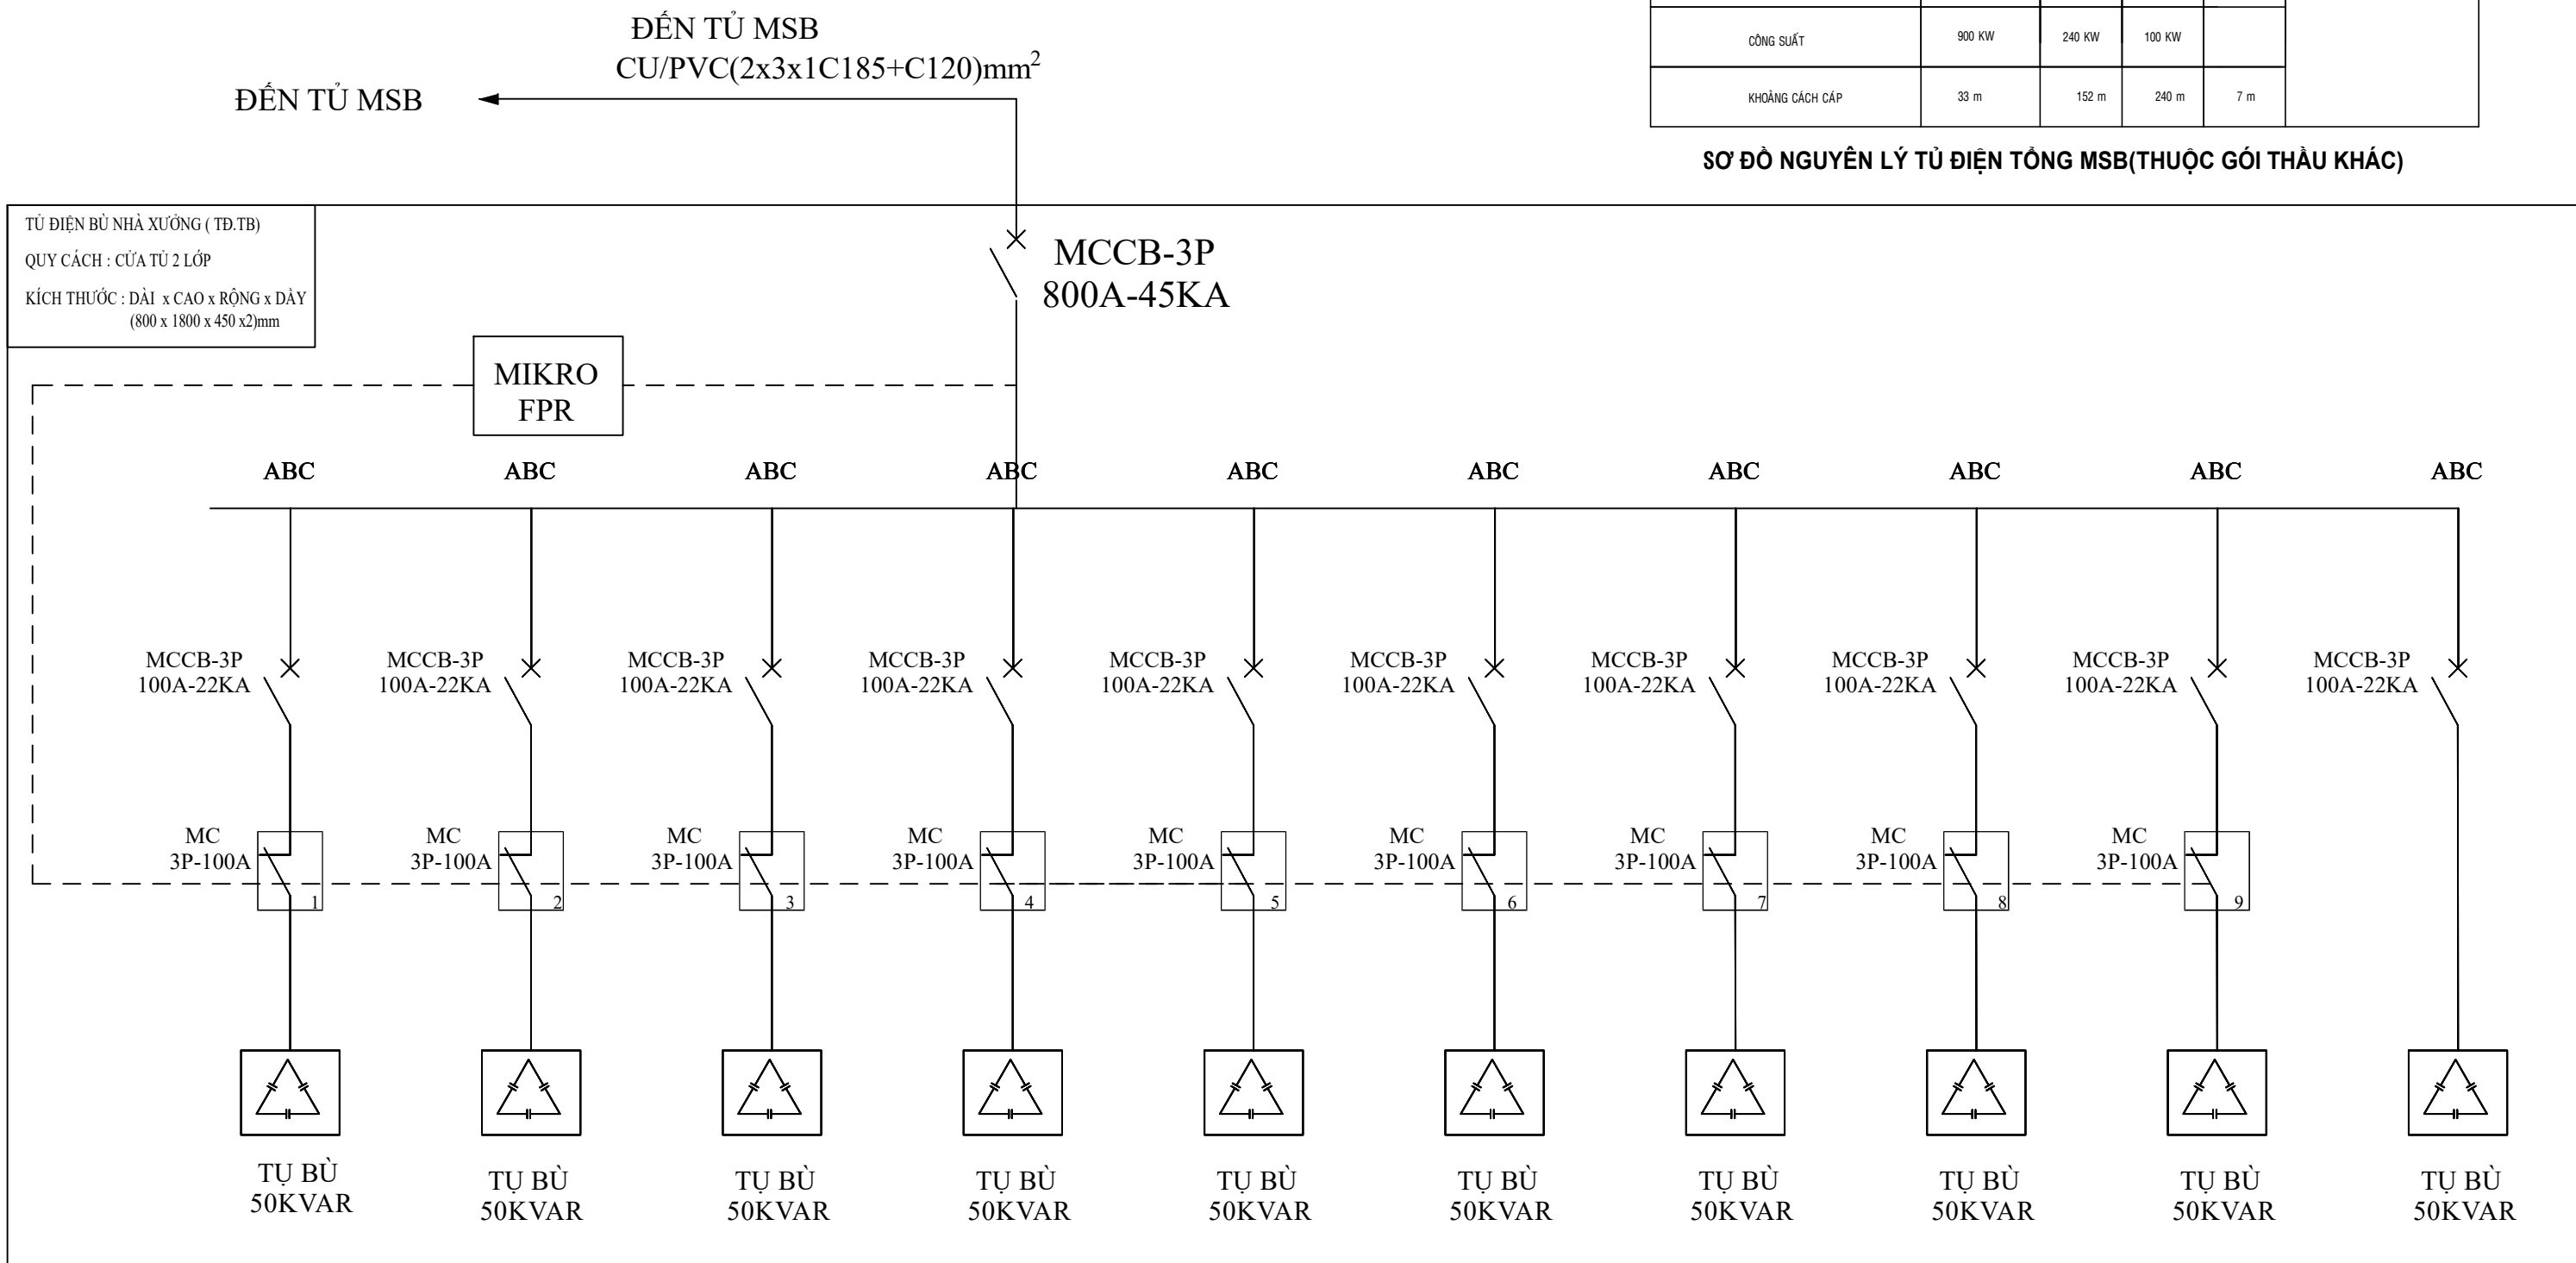 ĐẾN TỦ MSB
CU/PVC(2x3x1C185+C120)mm²
ĐẾN TỦ MSB
CÔNG SUẤT 900 KW 240 KW 100 KW
KHOẢNG CÁCH CÁP 33 m 152 m 240 m 7 m
SƠ ĐỒ NGUYÊN LÝ TỦ ĐIỆN TỔNG MSB(THUỘC GÓI THẦU KHÁC)
TỦ ĐIỆN BÙ NHÀ XƯỞNG ( TĐ.TB)
QUY CÁCH : CỬA TỦ 2 LỚP
KÍCH THƯỚC : DÀI x CAO x RỘNG x DẦY
(800 x 1800 x 450 x2)mm
MCCB-3P
800A-45KA
MIKRO
FPR
ABC ABC ABC ABC ABC ABC ABC ABC ABC ABC
MCCB-3P MCCB-3P MCCB-3P MCCB-3P MCCB-3P MCCB-3P MCCB-3P MCCB-3P MCCB-3P MCCB-3P
100A-22KA 100A-22KA 100A-22KA 100A-22KA 100A-22KA 100A-22KA 100A-22KA 100A-22KA 100A-22KA 100A-22KA
MC MC MC MC MC MC MC MC MC
3P-100A 3P-100A 3P-100A 3P-100A 3P-100A 3P-100A 3P-100A 3P-100A 3P-100A
1 2 3 4 5 6 7 8 9
TỤ BÙ TỤ BÙ TỤ BÙ TỤ BÙ TỤ BÙ TỤ BÙ TỤ BÙ TỤ BÙ TỤ BÙ TỤ BÙ
50KVAR 50KVAR 50KVAR 50KVAR 50KVAR 50KVAR 50KVAR 50KVAR 50KVAR 50KVAR